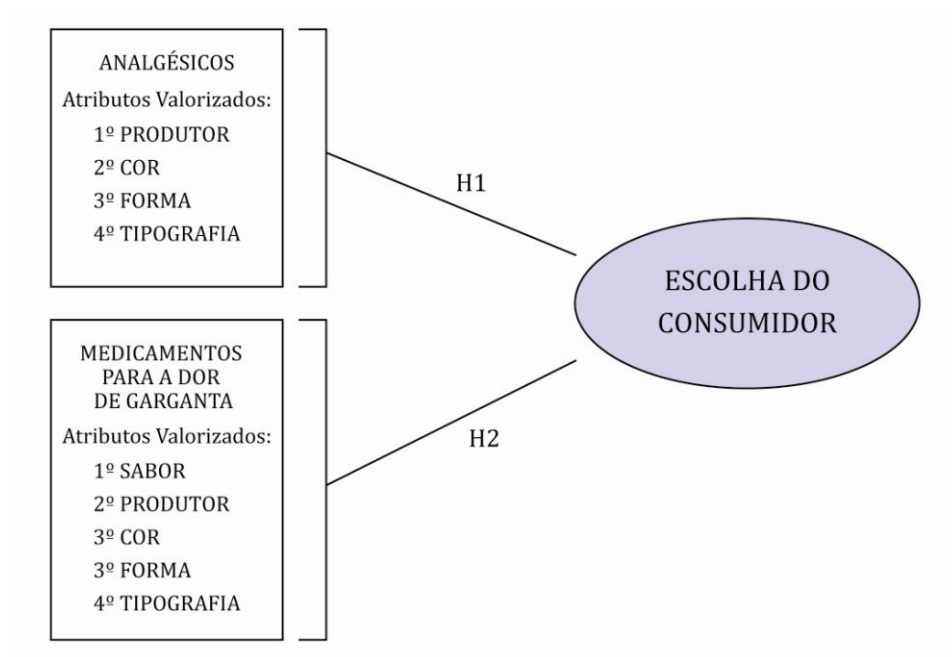 ANALGÉSICOS
Atributos Valorizados:
1º PRODUTOR
2º COR
3º FORMA
4º TIPOGRAFIA
H1
ESCOLHA DO
CONSUMIDOR
MEDICAMENTOS
PARA A DOR
DE GARGANTA
Atributos Valorizados:
1º SABOR
2º PRODUTOR
3º COR
3º FORMA
4º TIPOGRAFIA
H2